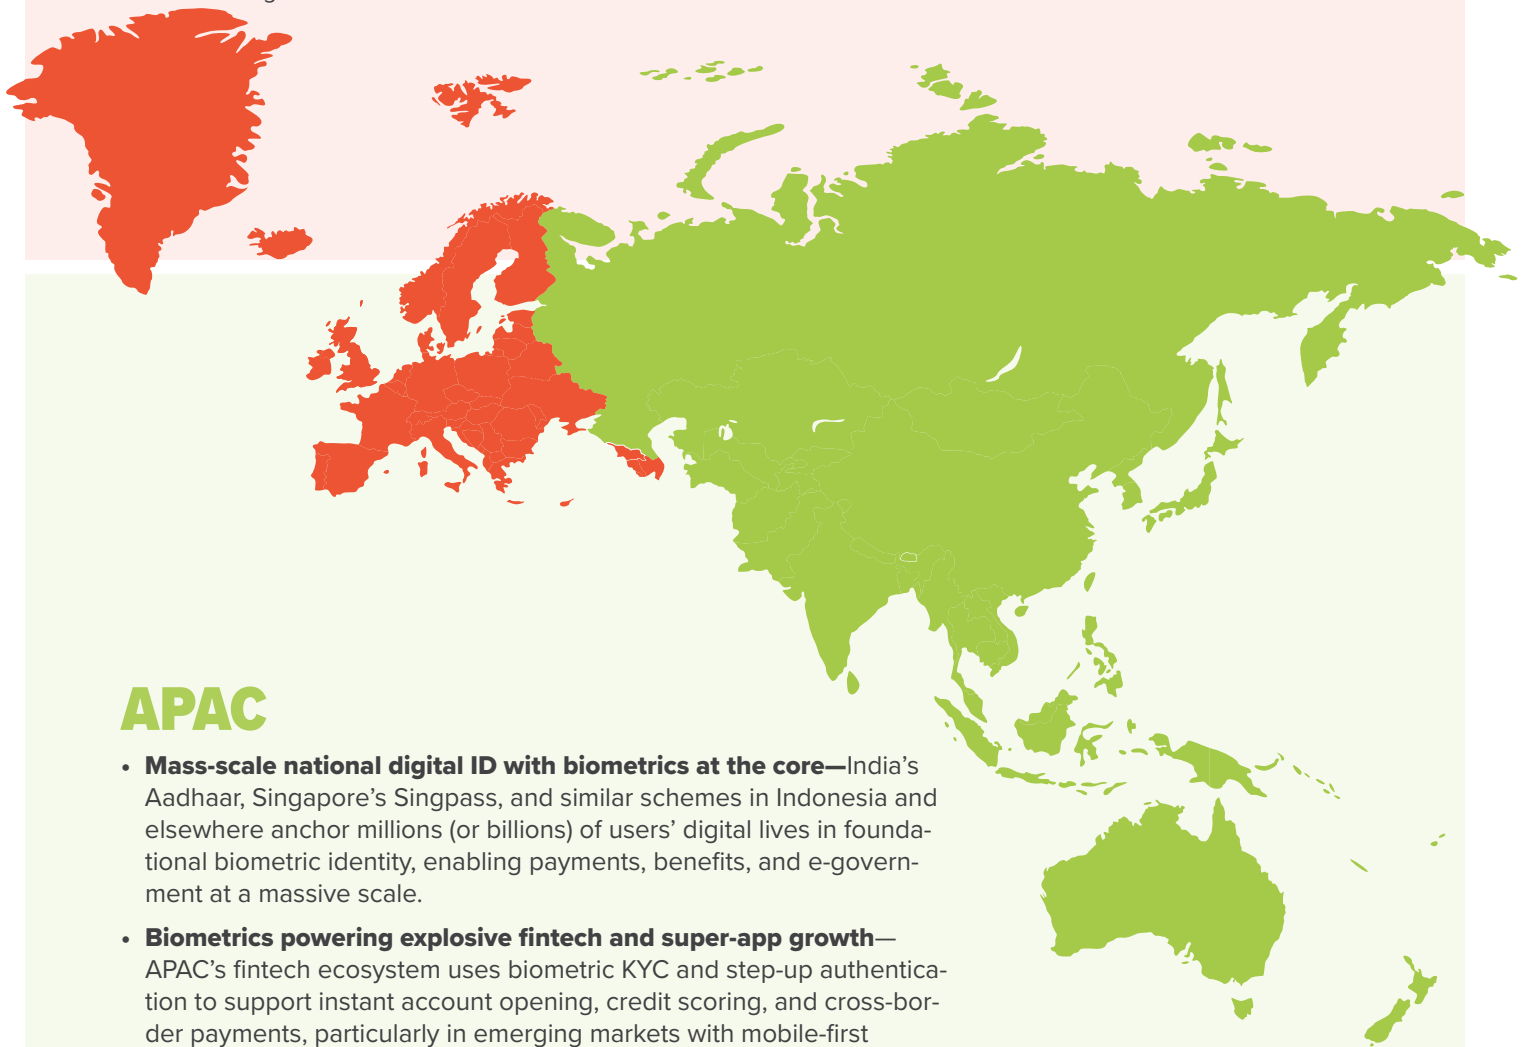 APAC
• Mass-scale national digital ID with biometrics at the core—India’s
Aadhaar, Singapore’s Singpass, and similar schemes in Indonesia and
elsewhere anchor millions (or billions) of users’ digital lives in founda-
tional biometric identity, enabling payments, benefits, and e-govern-
ment at a massive scale.
• Biometrics powering explosive fintech and super-app growth—
APAC’s fintech ecosystem uses biometric KYC and step-up authentica-
tion to support instant account opening, credit scoring, and cross-bor-
der payments, particularly in emerging markets with mobile-first